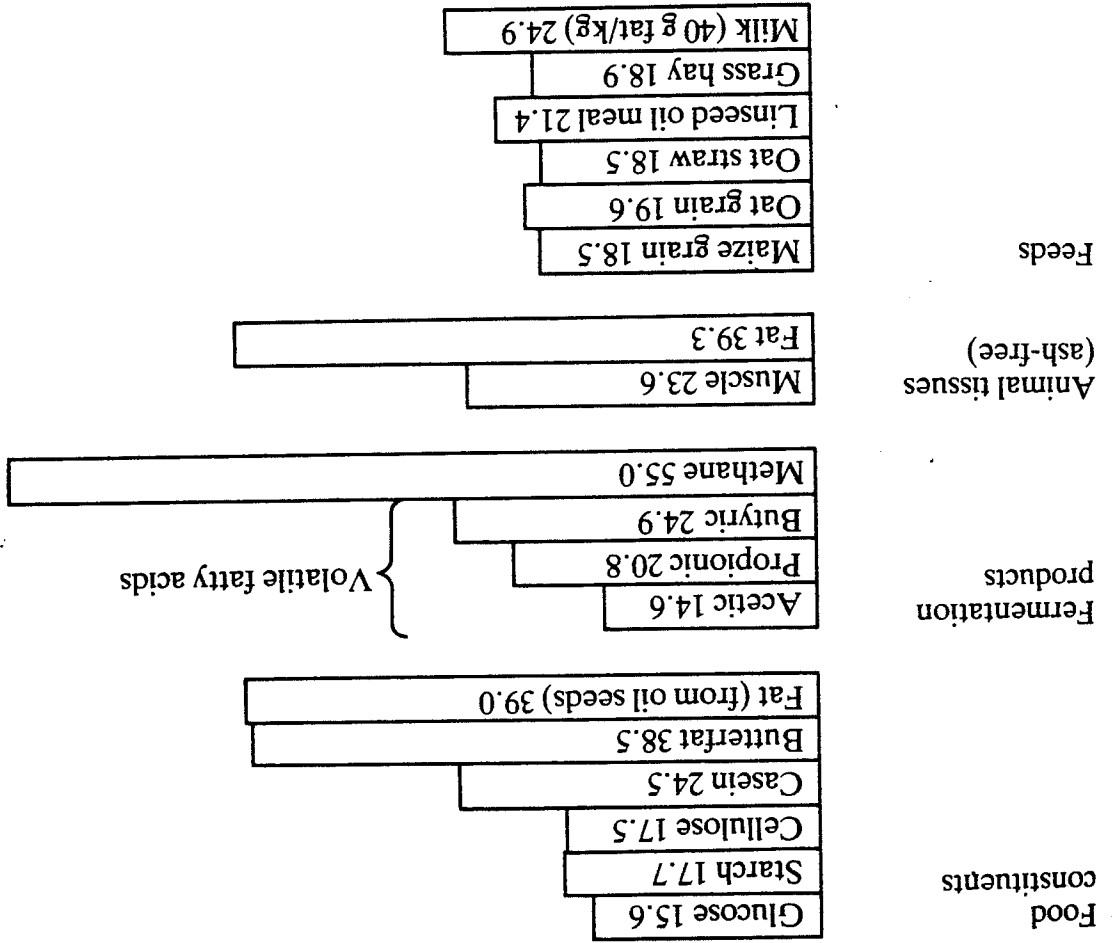 Food
constituents
Glucose 15.6
Starch 17.7
Cellulose 17.5
Casein 24.5
Butterfat 38.5
Fat (from oil seeds) 39.0
Fermentation
products
Acetic 14.6
Propionic 20.8
Butyric 24.9
Volatile fatty acids
Methane 55.0
Animal tissues
(ash-free)
Muscle 23.6
Fat 39.3
Feeds
Maize grain 18.5
Oat grain 19.6
Oat straw 18.5
Linseed oil meal 21.4
Grass hay 18.9
Milk (40 g fat/kg) 24.9